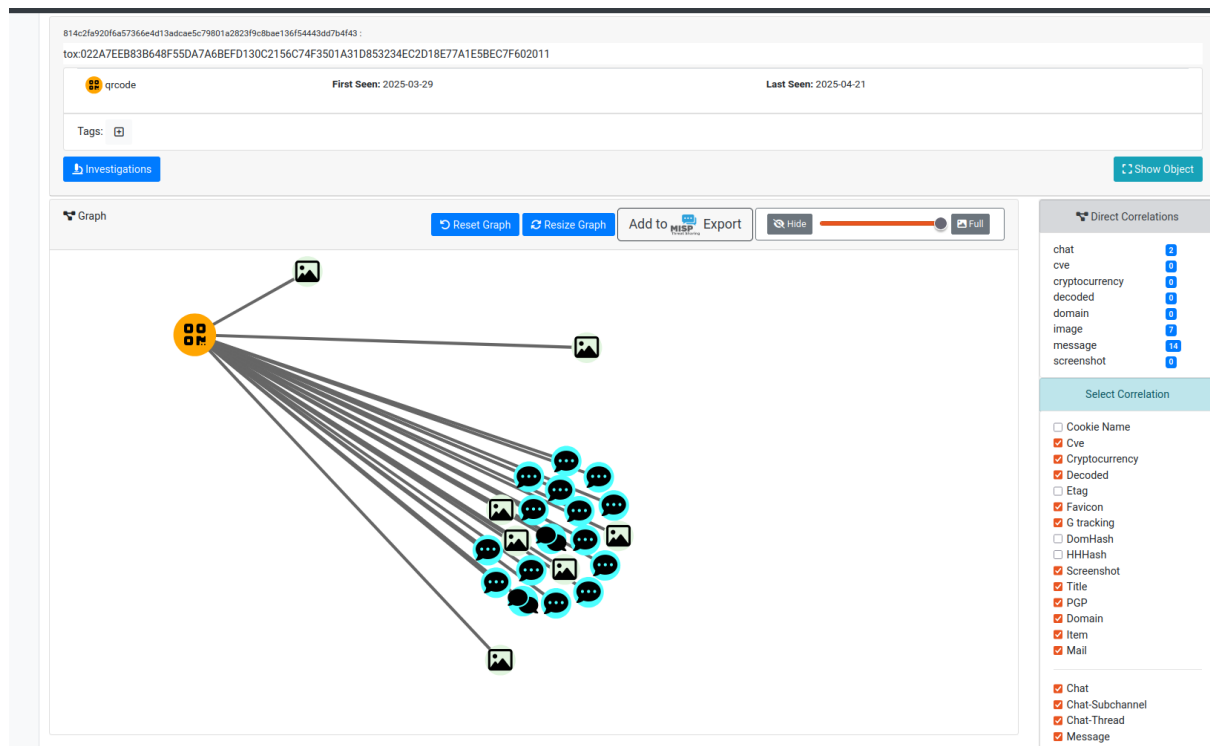 814c2fa920f6a57366e4d13adcae5c79801a2823f9c8bae136f54443dd7b4f43 :
tox:022A7EEB83B648F55DA7A6BEFD130C2156C74F3501A31D853234EC2D18E77A1E5BEC7F602011
qrcode First Seen: 2025-03-29 Last Seen: 2025-04-21
Tags:
Investigations Show Object
Graph Reset Graph Resize Graph Add to MISP Threat Sharing Export Hide Full
Direct Correlations
chat 2
cve 0
cryptocurrency 0
decoded 0
domain 0
image 7
message 14
screenshot 0
Select Correlation
Cookie Name
Cve
Cryptocurrency
Decoded
Etag
Favicon
G tracking
DomHash
HHHash
Screenshot
Title
PGP
Domain
Item
Mail
Chat
Chat-Subchannel
Chat-Thread
Message